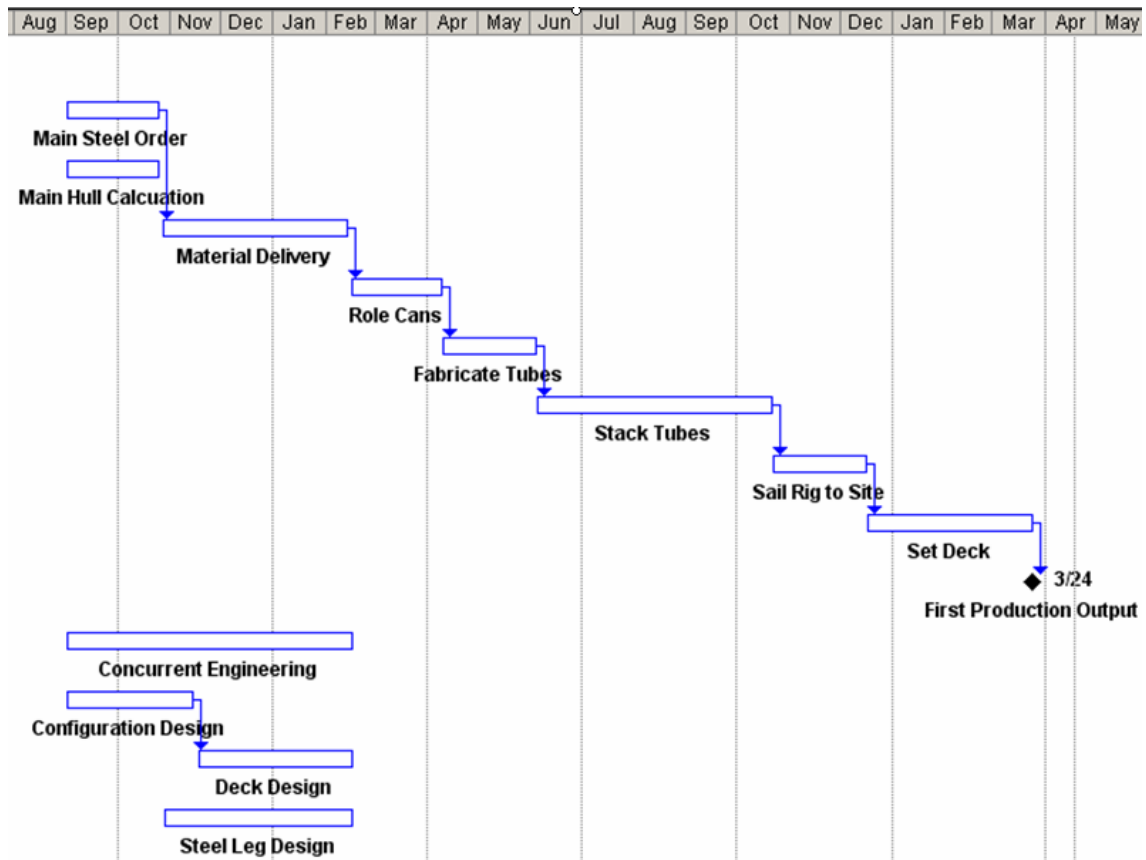 Aug Sep Oct Nov Dec Jan Feb Mar Apr May Jun Jul Aug Sep Oct Nov Dec Jan Feb Mar Apr May
Main Steel Order
Main Hull Calcuation
Material Delivery
Role Cans
Fabricate Tubes
Stack Tubes
Sail Rig to Site
Set Deck
3/24
First Production Output
Concurrent Engineering
Configuration Design
Deck Design
Steel Leg Design